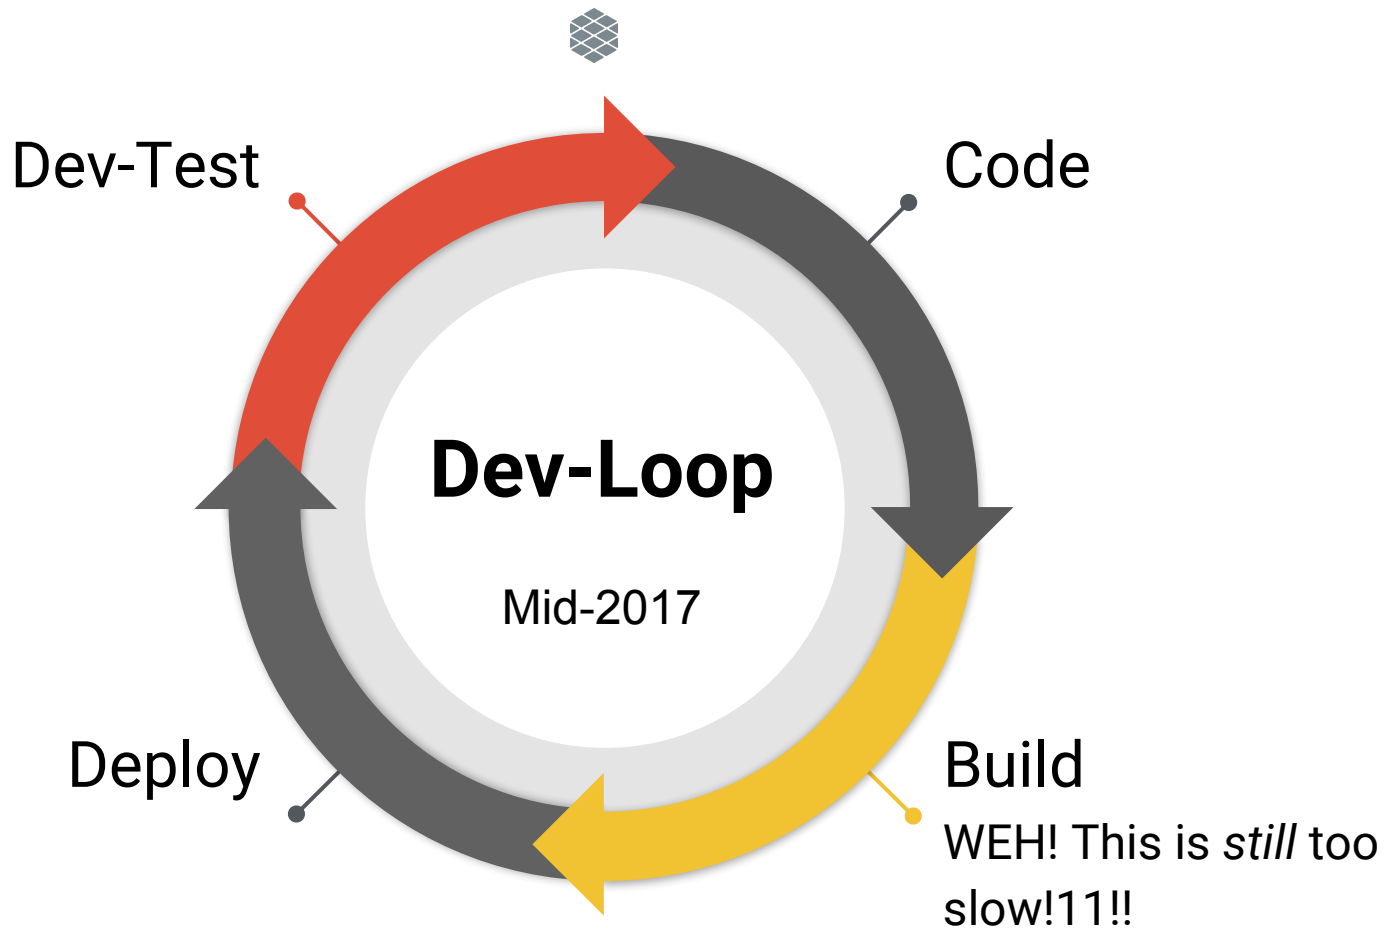 Dev-Test
Code
Dev-Loop
Mid-2017
Deploy
Build
WEH! This is still too
slow!11!!